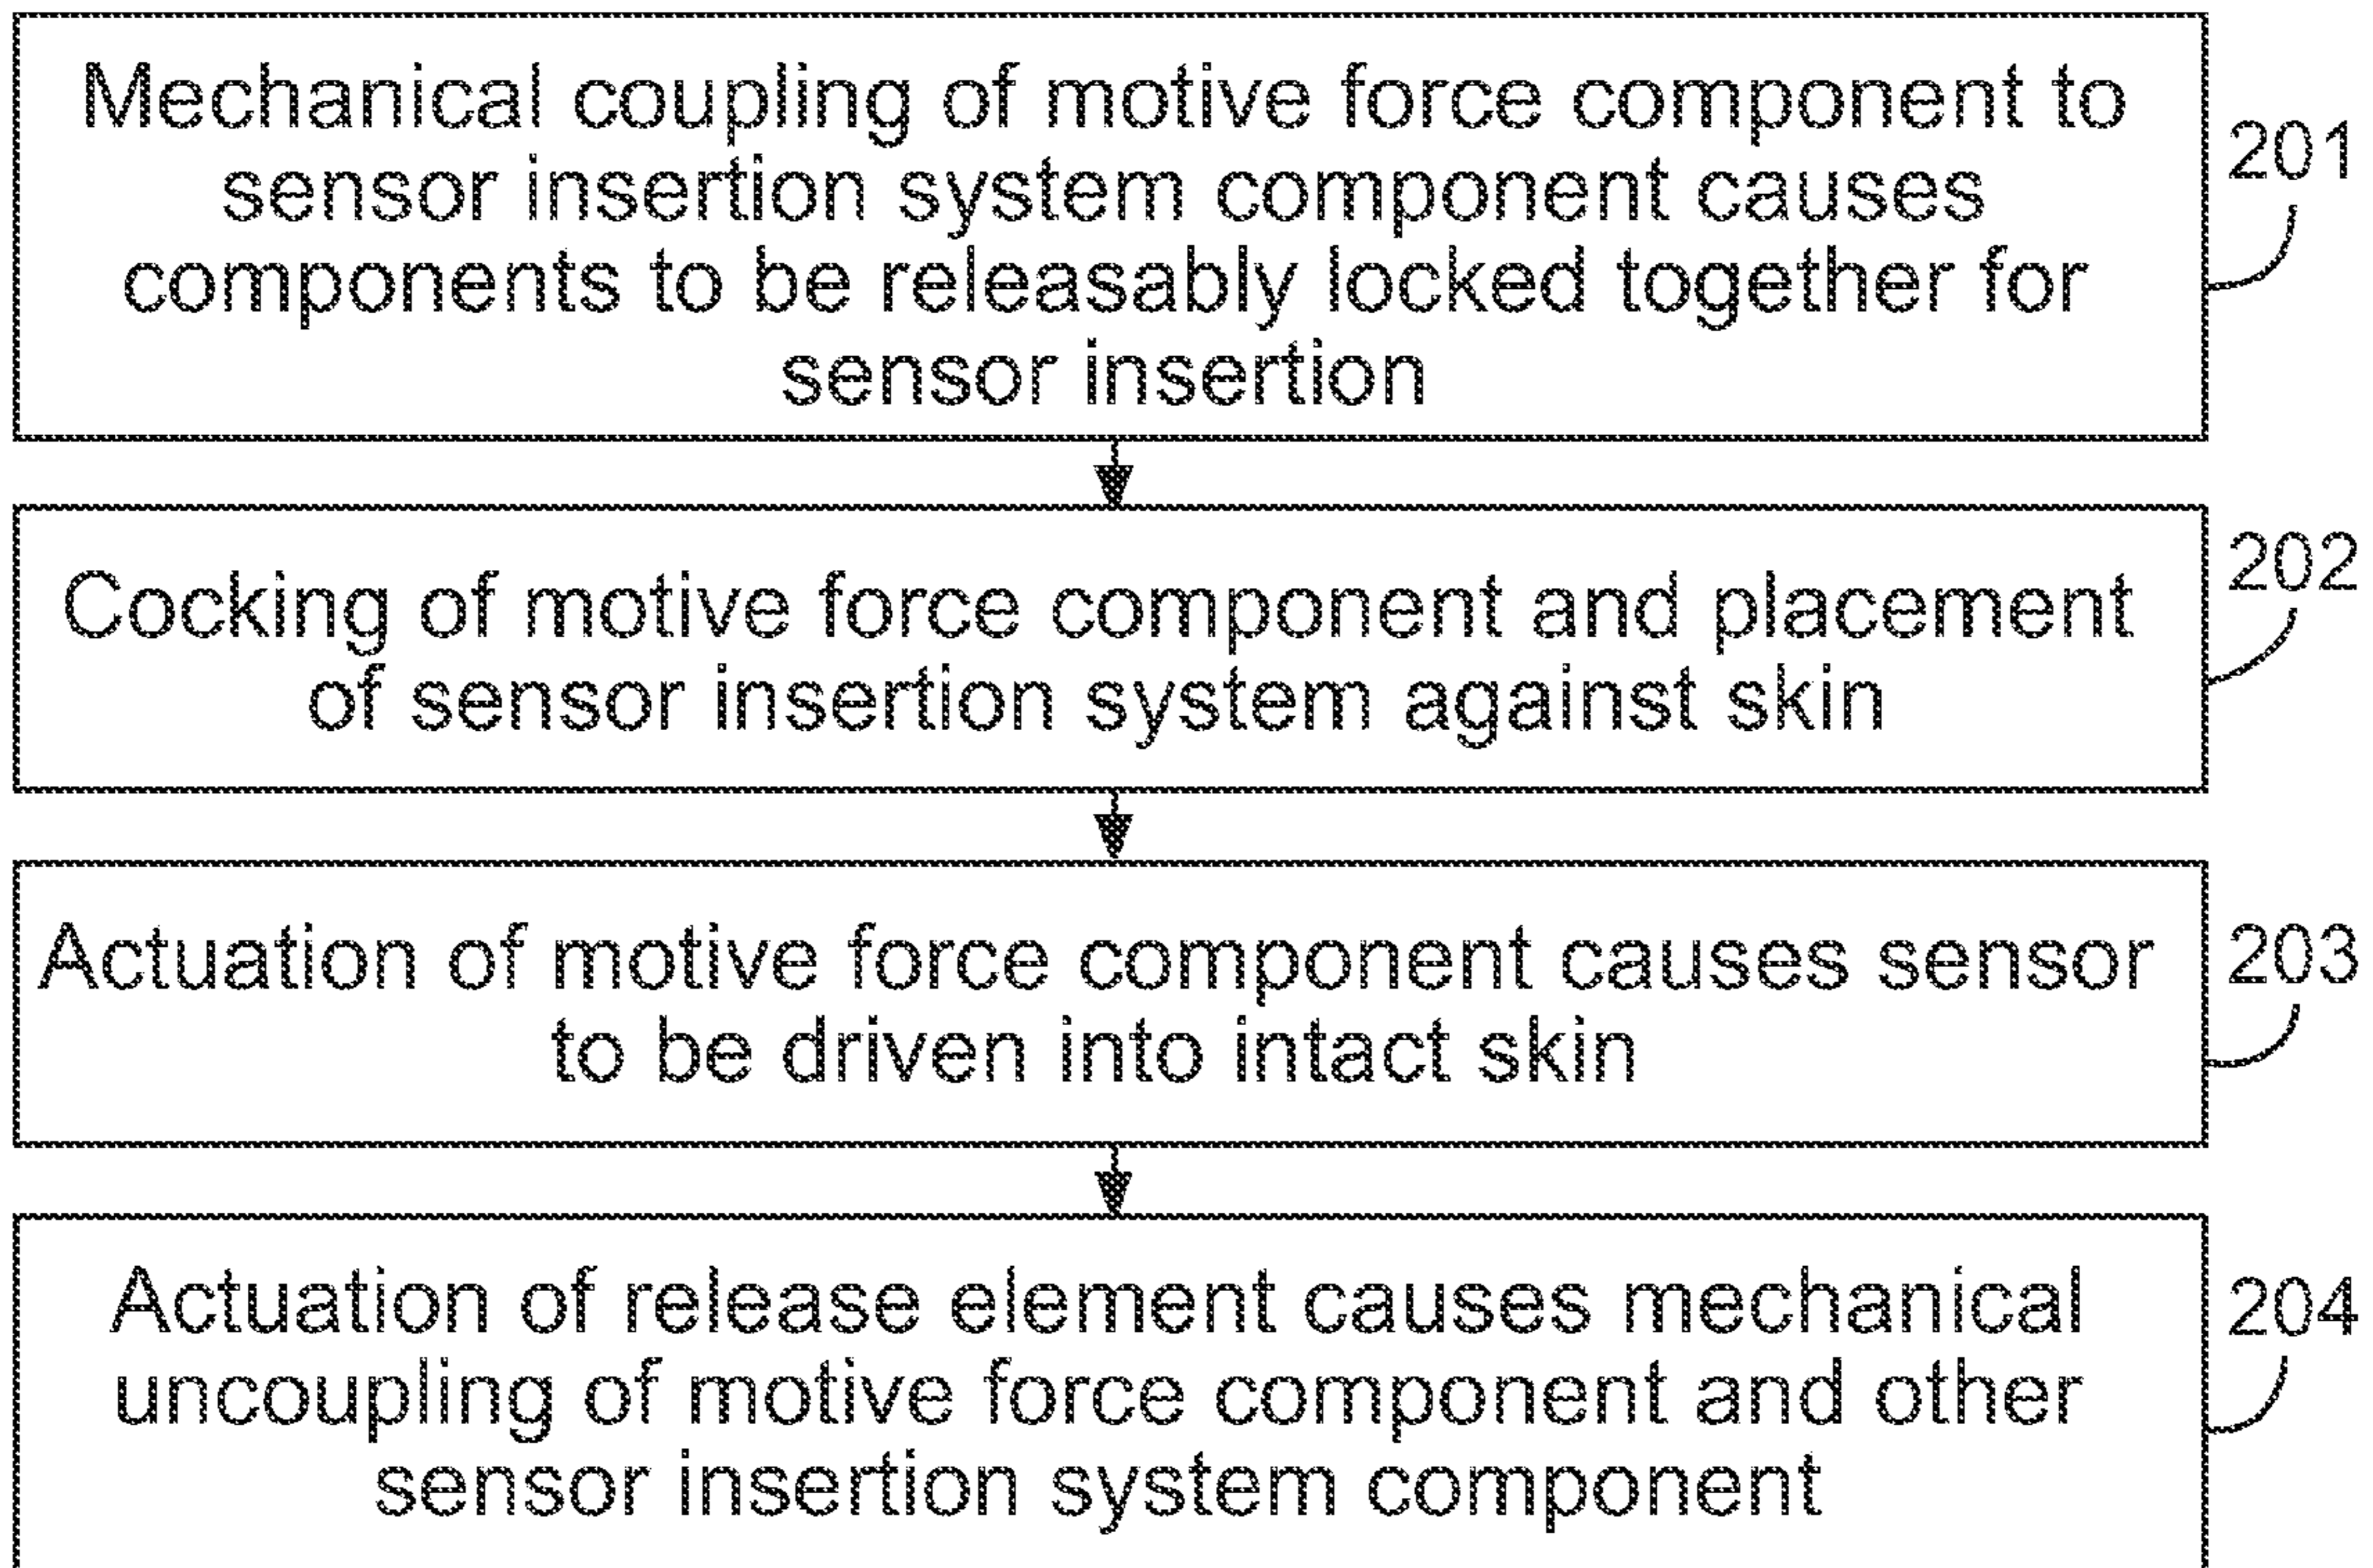 Mechanical coupling of motive force component to
sensor insertion system component causes
components to be releasably locked together for
sensor insertion
201
Cocking of motive force component and placement
of sensor insertion system against skin
202
Actuation of motive force component causes sensor
to be driven into intact skin
203
Actuation of release element causes mechanical
uncoupling of motive force component and other
sensor insertion system component
204